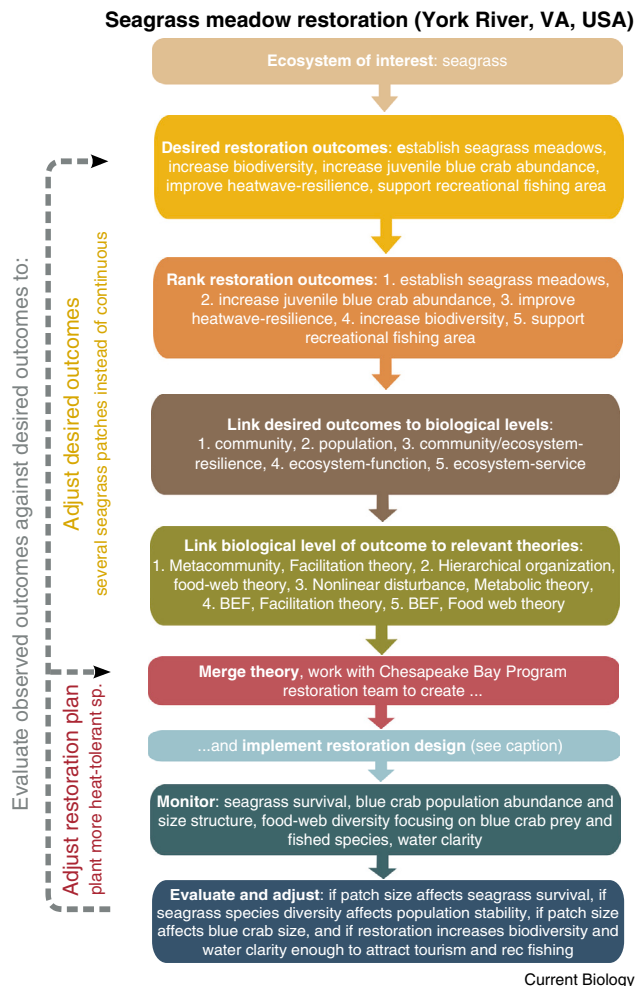 Seagrass meadow restoration (York River, VA, USA)
Ecosystem of interest: seagrass
Desired restoration outcomes: establish seagrass meadows,
increase biodiversity, increase juvenile blue crab abundance,
improve heatwave-resilience, support recreational fishing area
Rank restoration outcomes: 1. establish seagrass meadows,
2. increase juvenile blue crab abundance, 3. improve
heatwave-resilience, 4. increase biodiversity, 5. support
recreational fishing area
Link desired outcomes to biological levels:
1. community, 2. population, 3. community/ecosystem-
resilience, 4. ecosystem-function, 5. ecosystem-service
Link biological level of outcome to relevant theories:
1. Metacommunity, Facilitation theory, 2. Hierarchical organization,
food-web theory, 3. Nonlinear disturbance, Metabolic theory,
4. BEF, Facilitation theory, 5. BEF, Food web theory
Merge theory, work with Chesapeake Bay Program
restoration team to create ...
...and implement restoration design (see caption)
Monitor: seagrass survival, blue crab population abundance and
size structure, food-web diversity focusing on blue crab prey and
fished species, water clarity
Evaluate and adjust: if patch size affects seagrass survival, if
seagrass species diversity affects population stability, if patch size
affects blue crab size, and if restoration increases biodiversity and
water clarity enough to attract tourism and rec fishing
Evaluate observed outcomes against desired outcomes to:
Adjust desired outcomes
several seagrass patches instead of continuous
Adjust restoration plan
plant more heat-tolerant sp.
Current Biology